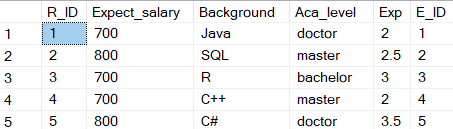 R_ID Expect_salary Background Aca_level Exp E_ID
1 1 700 Java doctor 2 1
2 2 800 SQL master 2.5 2
3 3 700 R bachelor 3 3
4 4 700 C++ master 2 4
5 5 800 C# doctor 3.5 5